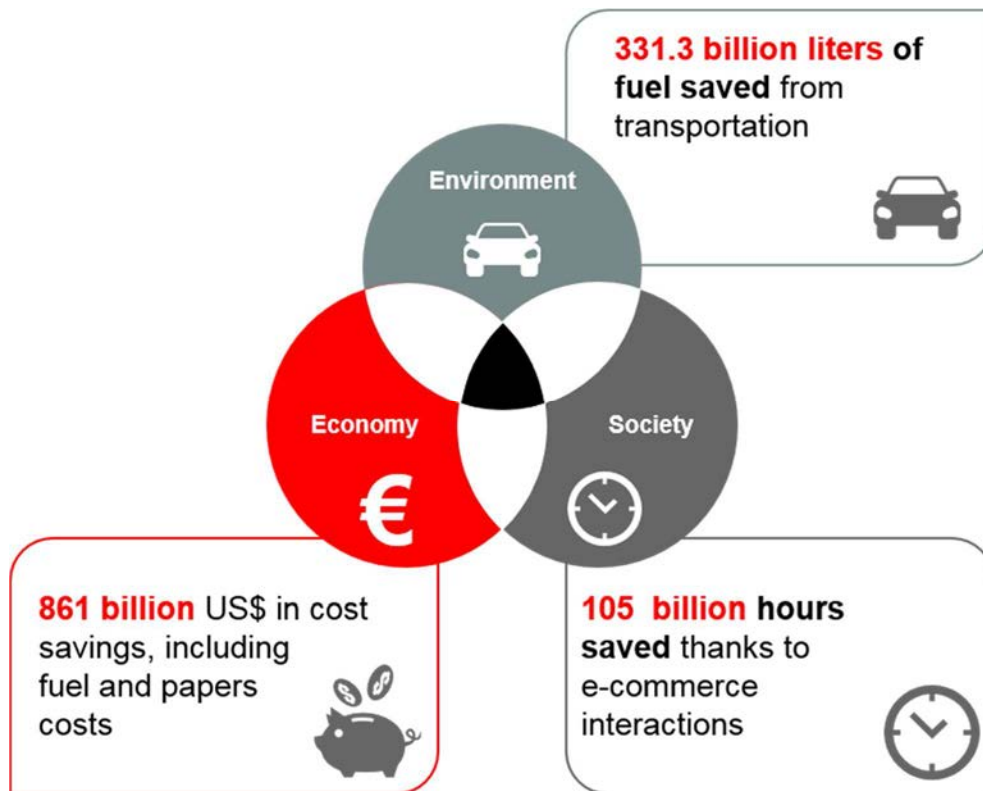 331.3 billion liters of
fuel saved from
transportation
Environment
Economy
€
Society
861 billion US$ in cost
savings, including
fuel and papers
costs
$ $
105 billion hours
saved thanks to
e-commerce
interactions